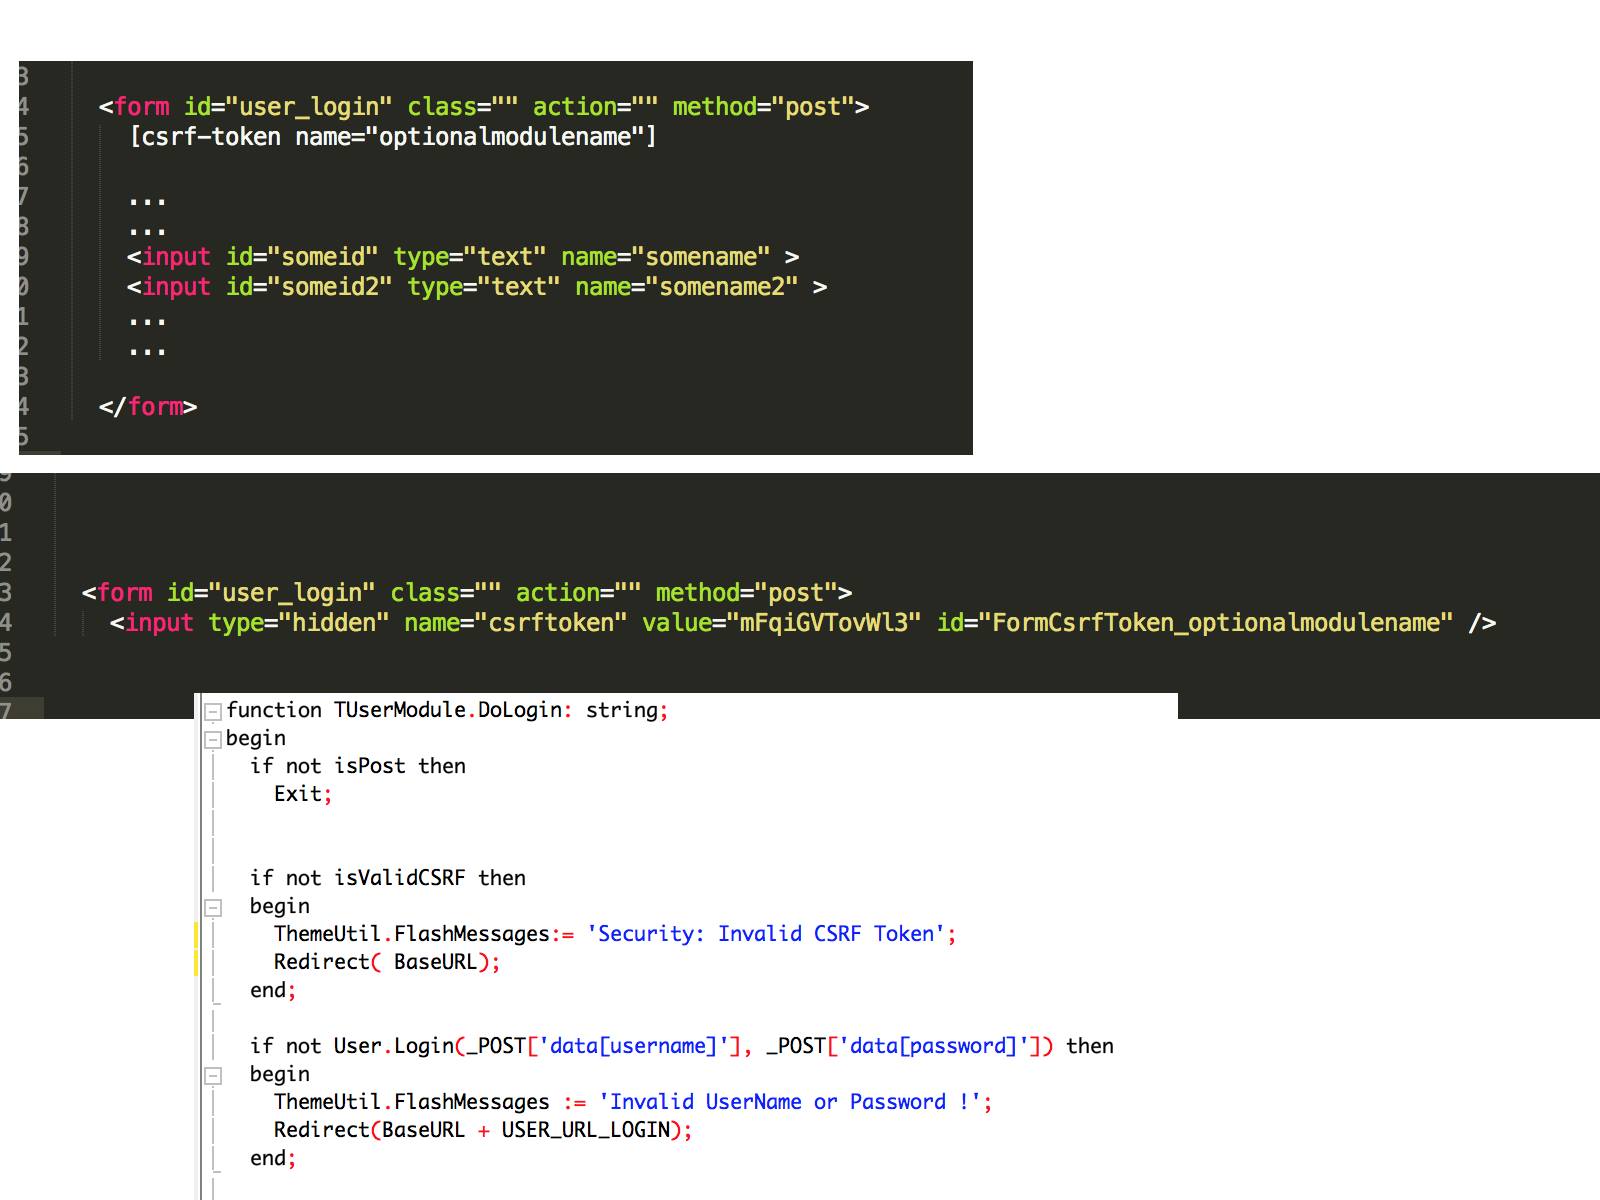 3
4 <form id="user_login" class="" action="" method="post">
5 [csrf-token name="optionalmodulename"]
6
7 ...
8 ...
9 <input id="someid" type="text" name="somename" >
0 <input id="someid2" type="text" name="somename2" >
1 ...
2 ...
3
4 </form>
5
9
0
1
2
3 <form id="user_login" class="" action="" method="post">
4 <input type="hidden" name="csrftoken" value="mFqiGVTovWl3" id="FormCsrfToken_optionalmodulename" />
5
6
7
function TUserModule.DoLogin: string;
begin
if not isPost then
Exit;
if not isValidCSRF then
begin
ThemeUtil.FlashMessages:= 'Security: Invalid CSRF Token';
Redirect( BaseURL);
end;
if not User.Login(_POST['data[username]'], _POST['data[password]']) then
begin
ThemeUtil.FlashMessages := 'Invalid UserName or Password !';
Redirect(BaseURL + USER_URL_LOGIN);
end;